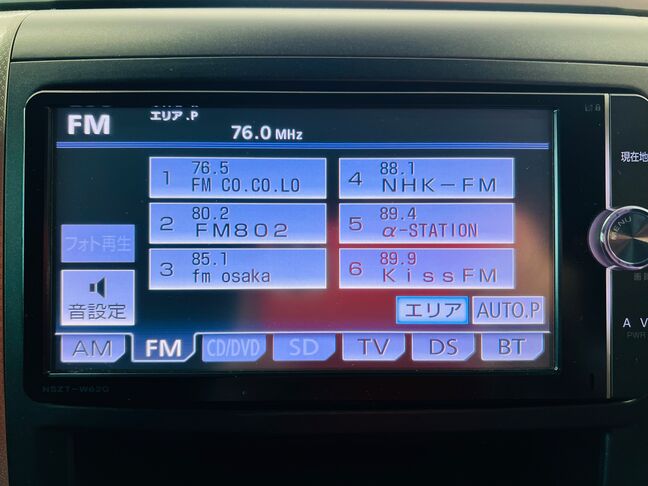 FM
エリア.P
76.0 MHz
1 76.5
FM CO.CO.LO
4 88.1
NHK-FM
2 80.2
FM802
5 89.4
α-STATION
3 85.1
fm osaka
6 89.9
KissFM
フォト再生
音設定
エリア AUTO.P
AM FM CD/DVD SD TV DS BT
NSZT-W62G
現在地
MENU
A V
PWR